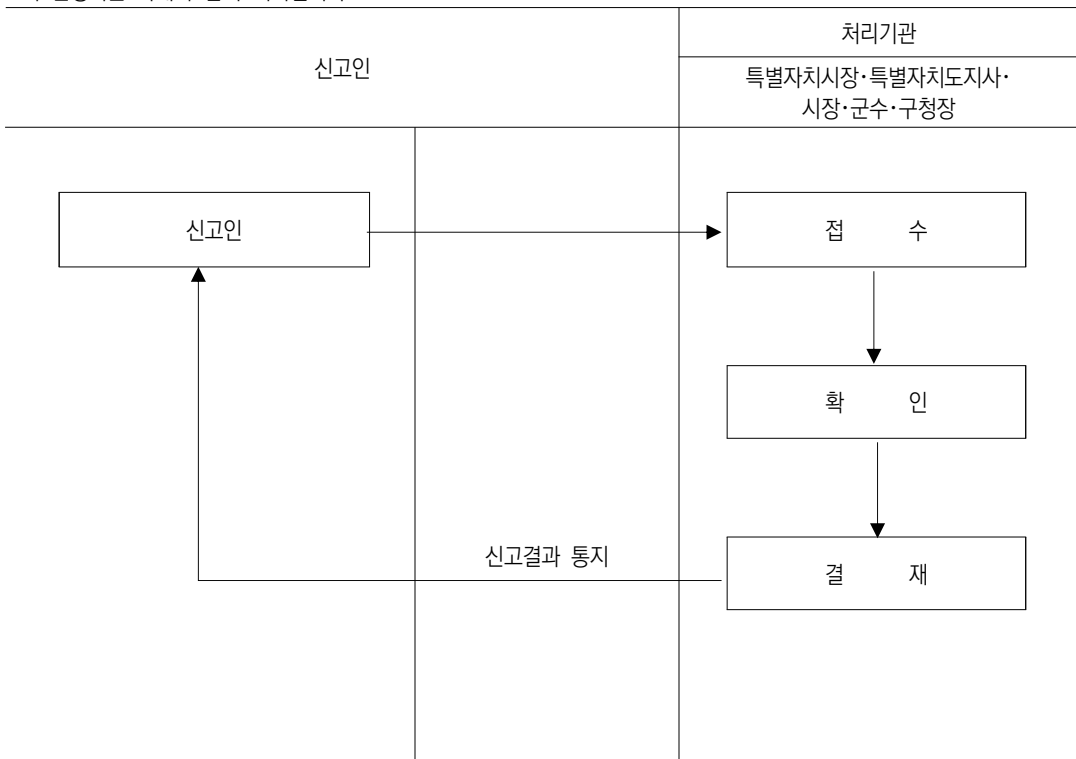 신고인
처리기관
특별자치시장·특별자치도지사·
시장·군수·구청장
신고인
접 수
확 인
신고결과 통지
결 재